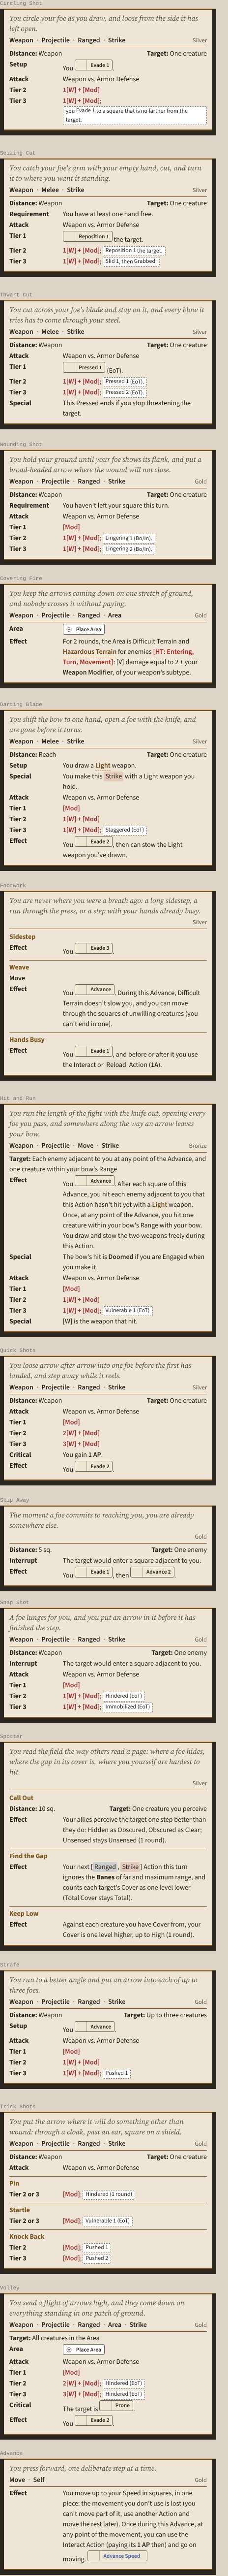 Circling Shot
You circle your foe as you draw, and loose from the side it has
left open.
Weapon · Projectile · Ranged · Strike Silver
Distance: Weapon Target: One creature
Setup You Evade 1
Attack Weapon vs. Armor Defense
Tier 2 1[W] + [Mod]
Tier 3 1[W] + [Mod];
you Evade 1 to a square that is no farther from the
target.
You catch your foe's arm with your empty hand, cut, and turn
it to where you want it standing.
Weapon · Melee · Strike Silver
Distance: Weapon Target: One creature
Requirement You have at least one hand free.
Attack Weapon vs. Armor Defense
Tier 1 Reposition 1 the target.
Tier 2 1[W] + [Mod]; Reposition 1 the target.
Tier 3 1[W] + [Mod]; Slid 1, then Grabbed.
Thwart Cut
You cut across your foe's blade and stay on it, and every blow it
tries has to come through your steel.
Weapon · Melee · Strike Silver
Distance: Weapon Target: One creature
Attack Weapon vs. Armor Defense
Tier 1 Pressed 1 (EoT).
Tier 2 1[W] + [Mod]; Pressed 1 (EoT).
Tier 3 1[W] + [Mod]; Pressed 2 (EoT).
Special This Pressed ends if you stop threatening the
target.
Wounding Shot
You hold your ground until your foe shows its flank, and put a
broad-headed arrow where the wound will not close.
Weapon · Projectile · Ranged · Strike Gold
Distance: Weapon Target: One creature
Requirement You haven't left your square this turn.
Attack Weapon vs. Armor Defense
Tier 1 [Mod]
Tier 2 1[W] + [Mod]; Lingering 1 (Bo/In).
Tier 3 1[W] + [Mod]; Lingering 2 (Bo/In).
Covering Fire
You keep the arrows coming down on one stretch of ground,
and nobody crosses it without paying.
Weapon · Projectile · Ranged · Area Gold
Area Place Area
Effect For 2 rounds, the Area is Difficult Terrain and
Hazardous Terrain for enemies [HT: Entering,
Turn, Movement]: [V] damage equal to 2 + your
Weapon Modifier, of your weapon's subtype.
Darting Blade
You shift the bow to one hand, open a foe with the knife, and
are gone before it turns.
Weapon · Melee · Strike Silver
Distance: Reach Target: One creature
Setup You draw a Light weapon.
Special You make this Strike with a Light weapon you
hold.
Attack Weapon vs. Armor Defense
Tier 1 [Mod]
Tier 2 1[W] + [Mod]
Tier 3 1[W] + [Mod]; Staggered (EoT)
Effect You Evade 2, then can stow the Light
weapon you've drawn.
Footwork
You are never where you were a breath ago: a long sidestep, a
run through the press, or a step with your hands already busy.
Silver
Sidestep
Effect You Evade 3.
Weave
Move
Effect You Advance. During this Advance, Difficult
Terrain doesn't slow you, and you can move
through the squares of unwilling creatures (you
can't end in one).
Hands Busy
Effect You Evade 1, and before or after it you use
the Interact or Reload Action (1A).
Hit and Run
You run the length of the fight with the knife out, opening every
foe you pass, and somewhere along the way an arrow leaves
your bow.
Weapon · Projectile · Move · Strike Bronze
Target: Each enemy adjacent to you at any point of the Advance, and
one creature within your bow's Range
Effect You Advance. After each square of this
Advance, you hit each enemy adjacent to you that
this Action hasn't hit yet with a Light weapon.
Once, at any point of the Advance, you hit one
creature within your bow's Range with your bow.
You draw and stow the two weapons freely during
this Action.
Special The bow's hit is Doomed if you are Engaged when
you make it.
Attack Weapon vs. Armor Defense
Tier 1 [Mod]
Tier 2 1[W] + [Mod]
Tier 3 1[W] + [Mod]; Vulnerable 1 (EoT)
Special [W] is the weapon that hit.
Quick Shots
You loose arrow after arrow into one foe before the first has
landed, and step away while it reels.
Weapon · Projectile · Ranged · Strike Gold
Distance: Weapon Target: One creature
Attack Weapon vs. Armor Defense
Tier 1 [Mod]
Tier 2 2[W] + [Mod]
Tier 3 3[W] + [Mod]
Critical You gain 1 AP.
Effect You Evade 2.
Slip Away
The moment a foe commits to reaching you, you are already
somewhere else.
Gold
Distance: 5 sq. Target: One enemy
Interrupt The target would enter a square adjacent to you.
Effect You Evade 1, then Advance 2.
Snap Shot
A foe lunges for you, and you put an arrow in it before it has
finished the step.
Weapon · Projectile · Ranged · Strike Gold
Distance: Weapon Target: One enemy
Interrupt The target would enter a square adjacent to you.
Attack Weapon vs. Armor Defense
Tier 1 [Mod]
Tier 2 1[W] + [Mod]; Hindered (EoT)
Tier 3 1[W] + [Mod]; Immobilized (EoT)
Spotter
You read the field the way others read a page: where a foe hides,
where the gap in its cover is, where you yourself are hardest to
hit.
Silver
Call Out
Distance: 10 sq. Target: One creature you perceive
Effect Your allies perceive the target one step better than
they do: Hidden as Obscured, Obscured as Clear;
Unsensed stays Unsensed (1 round).
Find the Gap
Effect Your next [Ranged, Strike] Action this turn
ignores the Banes of far and maximum range, and
counts each target's Cover as one level lower
(Total Cover stays Total).
Keep Low
Effect Against each creature you have Cover from, your
Cover is one level higher, up to High (1 round).
Strafe
You run to a better angle and put an arrow into each of up to
three foes.
Weapon · Projectile · Ranged · Strike Gold
Distance: Weapon Target: Up to three creatures
Setup You Advance.
Attack Weapon vs. Armor Defense
Tier 1 [Mod]
Tier 2 1[W] + [Mod]
Tier 3 1[W] + [Mod]; Pushed 1
Trick Shots
You put the arrow where it will do something other than
wound: through a cloak, past an ear, square on a shield.
Weapon · Projectile · Ranged · Strike Gold
Distance: Weapon Target: One creature
Attack Weapon vs. Armor Defense
Pin
Tier 2 or 3 [Mod]; Hindered (1 round)
Startle
Tier 2 or 3 [Mod]; Vulnerable 1 (EoT)
Knock Back
Tier 2 [Mod]; Pushed 1
Tier 3 [Mod]; Pushed 2
Volley
You send a flight of arrows high, and they come down on
everything standing in one patch of ground.
Weapon · Projectile · Ranged · Area · Strike Gold
Target: All creatures in the Area
Area Place Area
Attack Weapon vs. Armor Defense
Tier 1 [Mod]
Tier 2 2[W] + [Mod]; Hindered (EoT)
Tier 3 3[W] + [Mod]; Hindered (EoT)
Critical The target is Prone.
Effect You Evade 2.
Advance
You press forward, one deliberate step at a time.
Move · Self Gold
Effect You move up to your Speed in squares, in one
piece: the movement you don't use is lost (you
can't move part of it, use another Action and
move the rest later). Once during this Advance, at
any point of the movement, you can use the
Interact Action (paying its 1 AP then) and go on
moving. Advance Speed